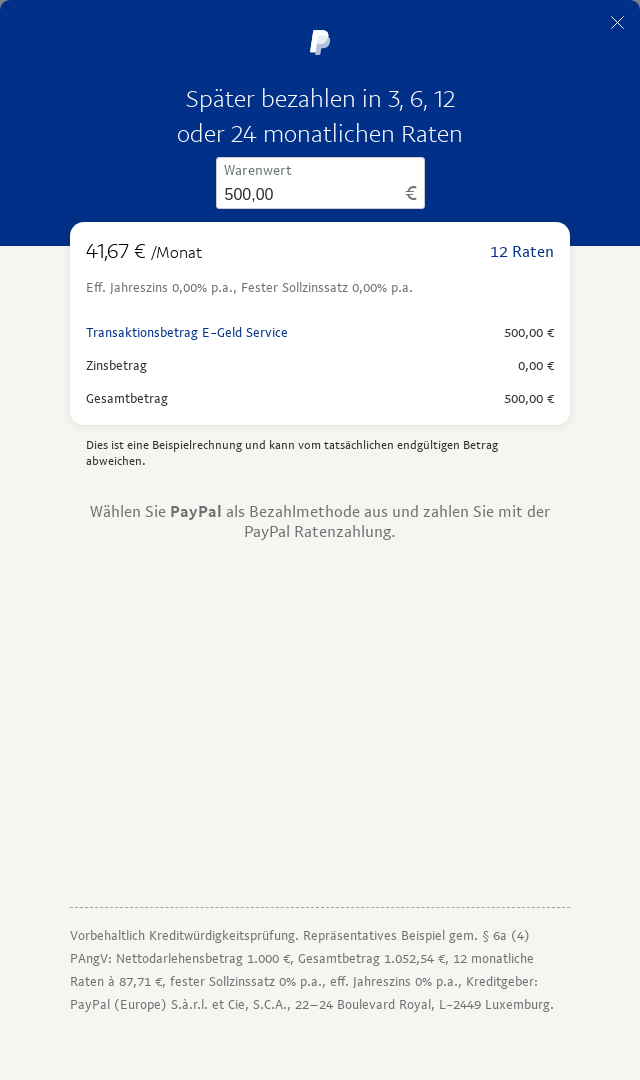 Später bezahlen in 3, 6, 12
oder 24 monatlichen Raten
Warenwert
500,00 €
41,67 € /Monat 12 Raten
Eff. Jahreszins 0,00% p.a., Fester Sollzinssatz 0,00% p.a.
Transaktionsbetrag E-Geld Service 500,00 €
Zinsbetrag 0,00 €
Gesamtbetrag 500,00 €
Dies ist eine Beispielrechnung und kann vom tatsächlichen endgültigen Betrag
abweichen.
Wählen Sie PayPal als Bezahlmethode aus und zahlen Sie mit der
PayPal Ratenzahlung.
Vorbehaltlich Kreditwürdigkeitsprüfung. Repräsentatives Beispiel gem. § 6a (4)
PAngV: Nettodarlehensbetrag 1.000 €, Gesamtbetrag 1.052,54 €, 12 monatliche
Raten à 87,71 €, fester Sollzinssatz 0% p.a., eff. Jahreszins 0% p.a., Kreditgeber:
PayPal (Europe) S.à.r.l. et Cie, S.C.A., 22–24 Boulevard Royal, L-2449 Luxemburg.